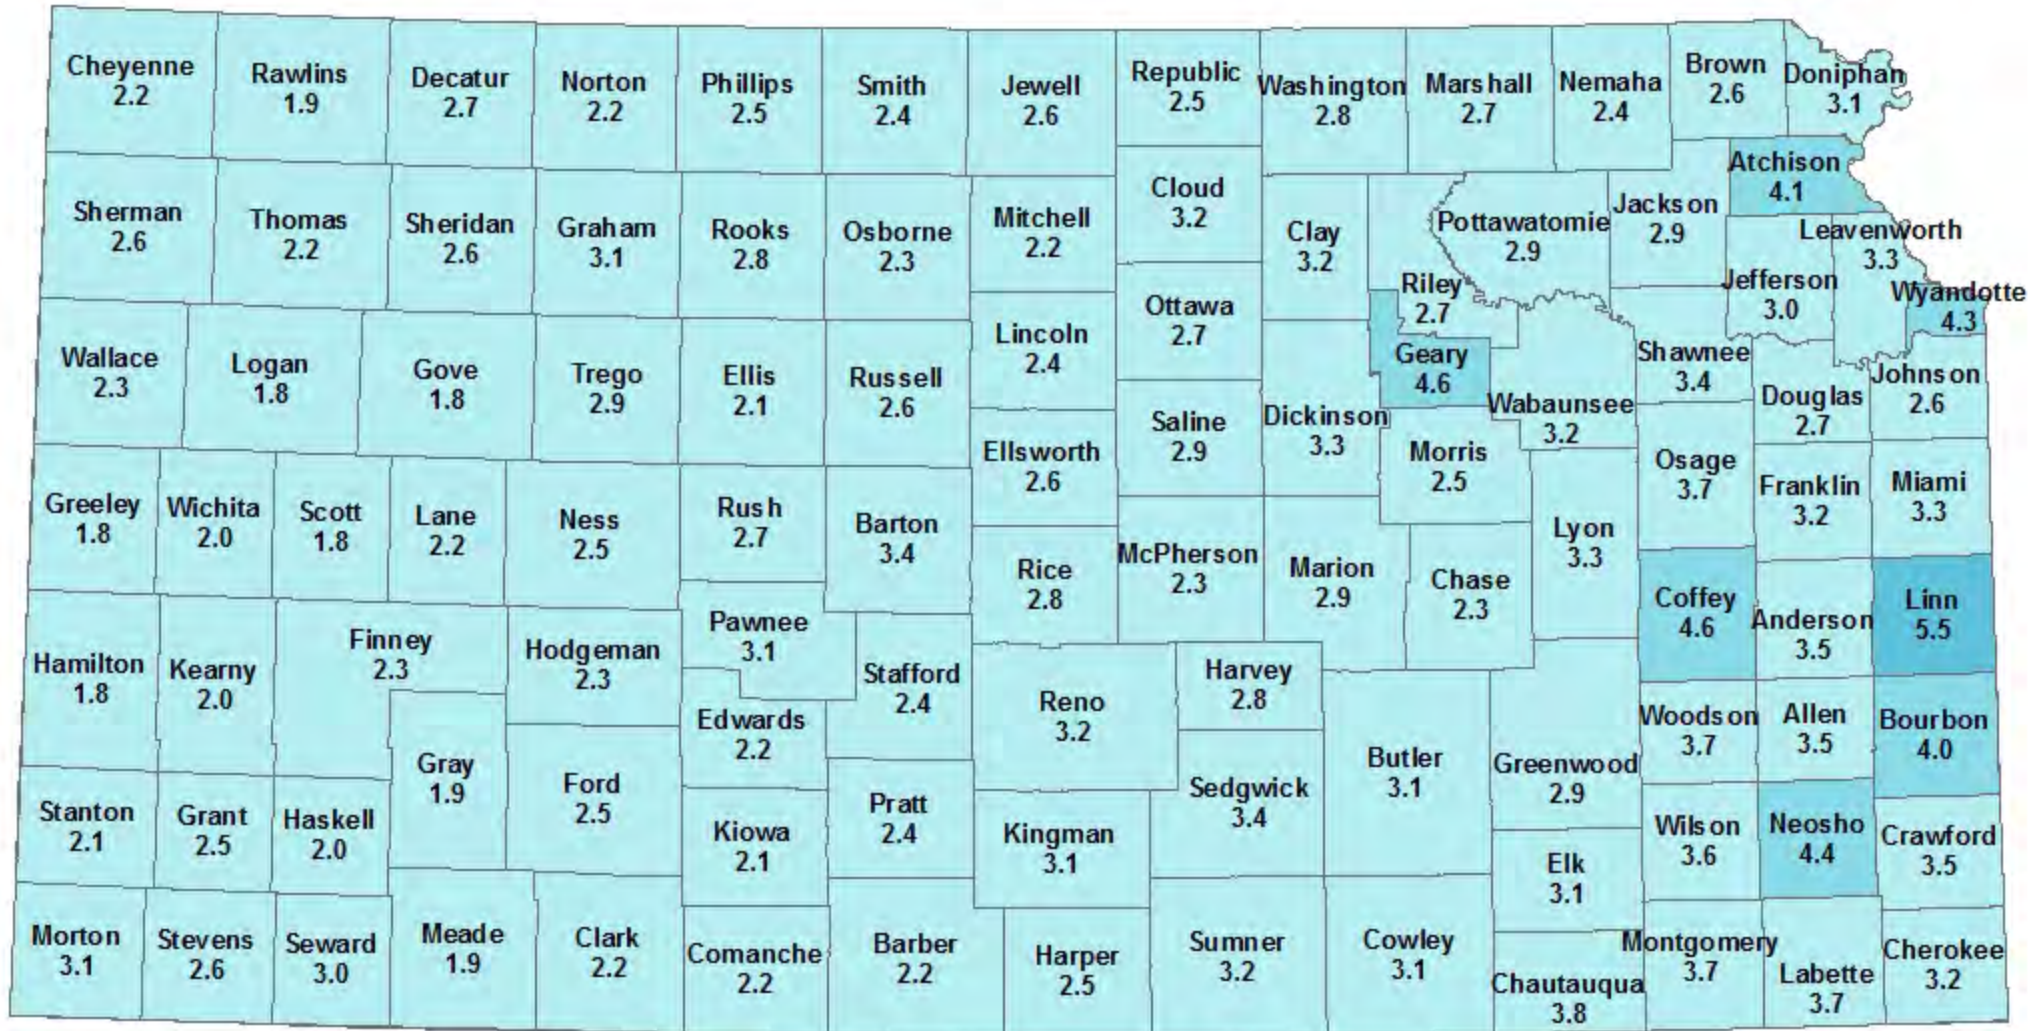 Cheyenne
2.2
Rawlins
1.9
Decatur
2.7
Norton
2.2
Phillips
2.5
Smith
2.4
Jewell
2.6
Republic
2.5
Washington
2.8
Marshall
2.7
Nemaha
2.4
Brown
2.6
Doniphan
3.1
Atchison
4.1
Sherman
2.6
Thomas
2.2
Sheridan
2.6
Graham
3.1
Rooks
2.8
Osborne
2.3
Mitchell
2.2
Cloud
3.2
Clay
3.2
Riley
2.7
Pottawatomie
2.9
Jackson
2.9
Jefferson
3.0
Leavenworth
3.3
Wyandotte
4.3
Wallace
2.3
Logan
1.8
Gove
1.8
Trego
2.9
Ellis
2.1
Russell
2.6
Lincoln
2.4
Ottawa
2.7
Geary
4.6
Shawnee
3.4
Douglas
2.7
Johnson
2.6
Ellsworth
2.6
Saline
2.9
Dickinson
3.3
Morris
2.5
Wabaunsee
3.2
Osage
3.7
Franklin
3.2
Miami
3.3
Greeley
1.8
Wichita
2.0
Scott
1.8
Lane
2.2
Ness
2.5
Rush
2.7
Barton
3.4
Rice
2.8
McPherson
2.3
Marion
2.9
Chase
2.3
Lyon
3.3
Coffey
4.6
Anderson
3.5
Linn
5.5
Hamilton
1.8
Kearny
2.0
Finney
2.3
Hodgeman
2.3
Pawnee
3.1
Stafford
2.4
Edwards
2.2
Reno
3.2
Harvey
2.8
Gray
1.9
Ford
2.5
Sedgwick
3.4
Butler
3.1
Greenwood
2.9
Woodson
3.7
Allen
3.5
Bourbon
4.0
Stanton
2.1
Grant
2.5
Haskell
2.0
Kiowa
2.1
Pratt
2.4
Kingman
3.1
Elk
3.1
Wilson
3.6
Neosho
4.4
Crawford
3.5
Morton
3.1
Stevens
2.6
Seward
3.0
Meade
1.9
Clark
2.2
Comanche
2.2
Barber
2.2
Harper
2.5
Sumner
3.2
Cowley
3.1
Chautauqua
3.8
Montgomery
3.7
Labette
3.7
Cherokee
3.2